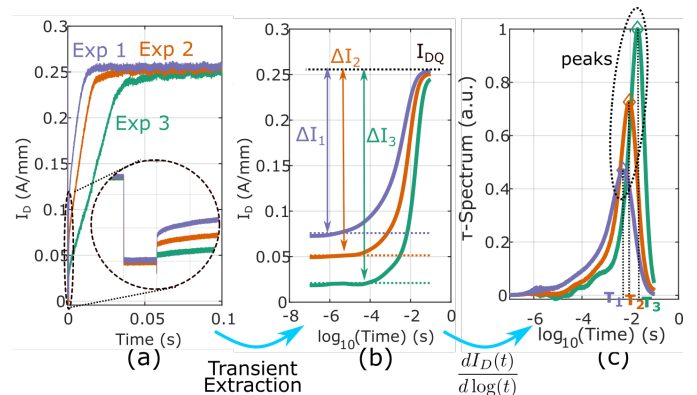 Exp 1
Exp 2
Exp 3
0.3
0.25
0.2
0.15
0.1
0.05
0
I_D (A/mm)
0
0.05
0.1
Time (s)
(a)
0.3
0.25
0.2
0.15
0.1
0.05
0
I_D (A/mm)
ΔI_1
ΔI_2
ΔI_3
I_DQ
-8
-6
-4
-2
0
log_10(Time) (s)
(b)
1
0.8
0.6
0.4
0.2
0
τ-Spectrum (a.u.)
peaks
τ_1
τ_2
τ_3
-6
-4
-2
0
log_10(Time) (s)
(c)
Transient
Extraction
dI_D(t)
d log(t)